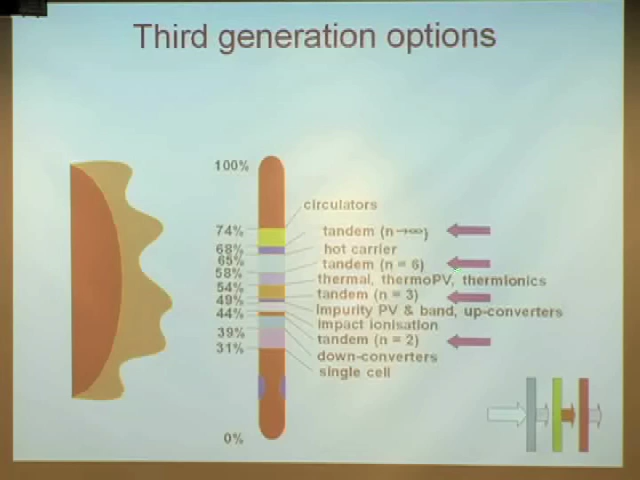 Third generation options
100%
circulators
74%
tandem (n→∞)
68%
hot carrier
65%
tandem (n = 6)
58%
thermal, thermoPV, thermionics
54%
tandem (n = 3)
49%
impurity PV & band, up-converters
44%
impact ionisation
39%
tandem (n = 2)
31%
down-converters
single cell
0%